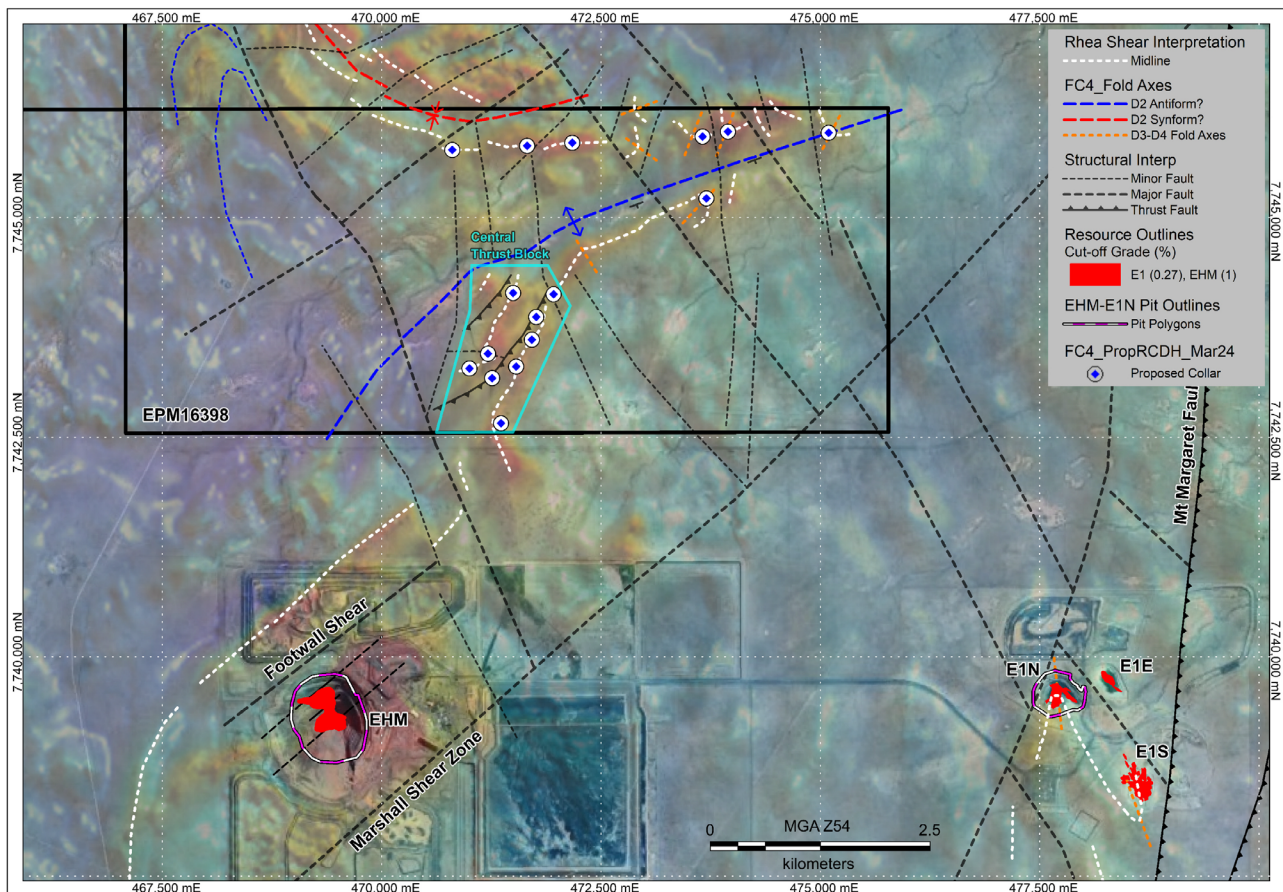 467.500 mE
470.000 mE
472.500 mE
475.000 mE
477.500 mE
Rhea Shear Interpretation
Midline
FC4_Fold Axes
D2 Antiform?
D2 Synform?
D3-D4 Fold Axes
Structural Interp
Minor Fault
Major Fault
Thrust Fault
Resource Outlines
Cut-off Grade (%)
E1 (0.27), EHM (1)
EHM-E1N Pit Outlines
Pit Polygons
FC4_PropRCDH_Mar24
Proposed Collar
7.745.000 mN
7.745.000 mN
Central
Thrust Block
EPM16398
7.742.500 mN
7.742.500 mN
Mt Margaret Faul
Footwall Shear
7.740.000 mN
7.740.000 mN
E1N
E1E
EHM
E1S
Marshall Shear Zone
0
MGA Z54
2.5
kilometers
467.500 mE
470.000 mE
472.500 mE
475.000 mE
477.500 mE